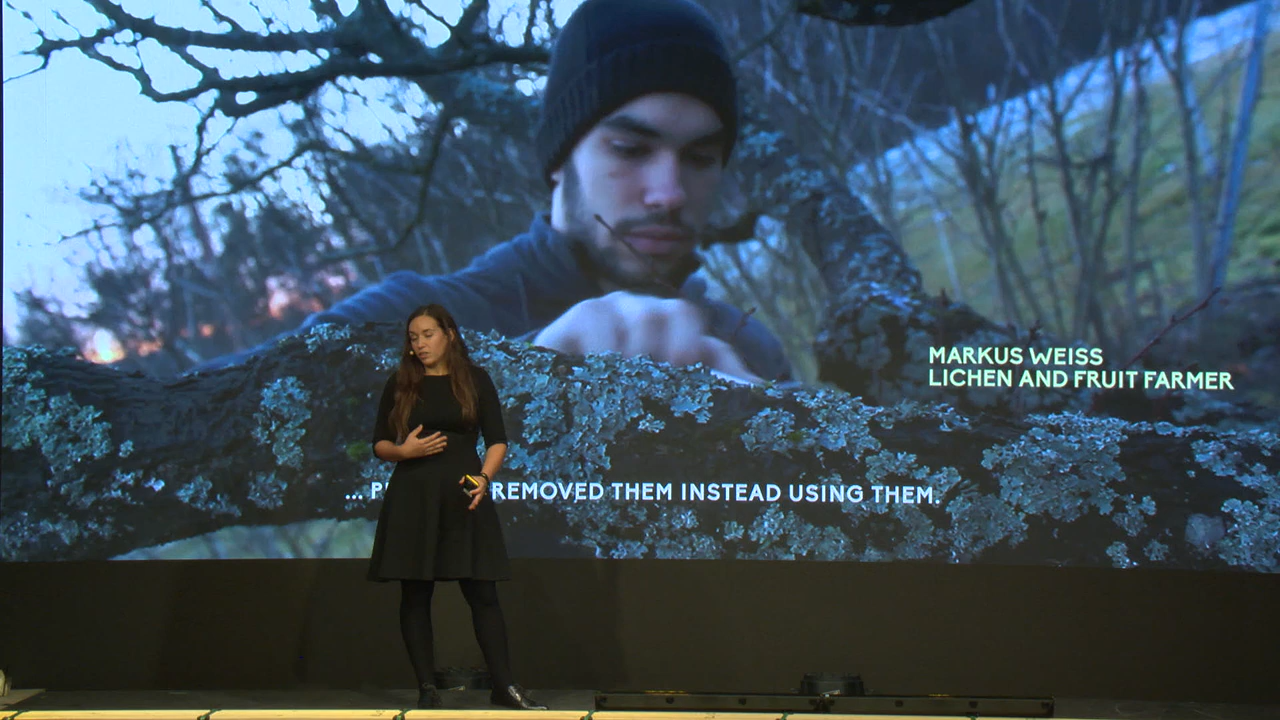 MARKUS WEISS
LICHEN AND FRUIT FARMER
... REMOVED THEM INSTEAD USING THEM.